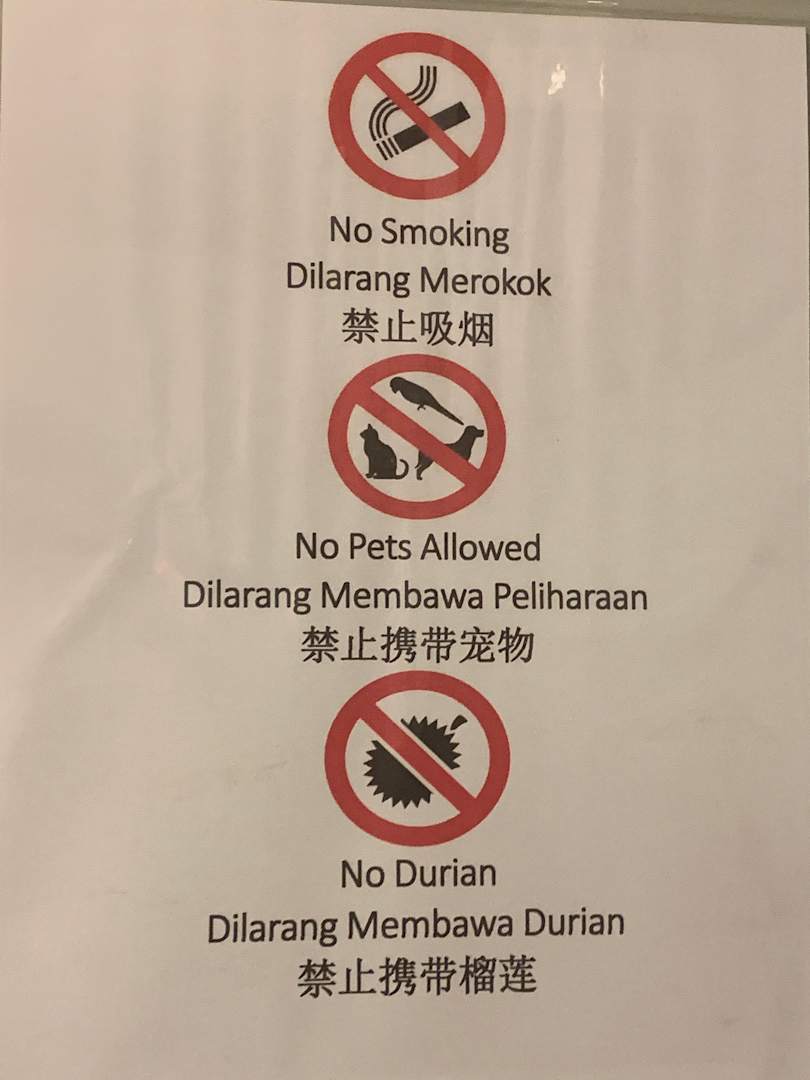 No Smoking
Dilarang Merokok
禁止吸烟
No Pets Allowed
Dilarang Membawa Peliharaan
禁止携带宠物
No Durian
Dilarang Membawa Durian
禁止携带榴莲